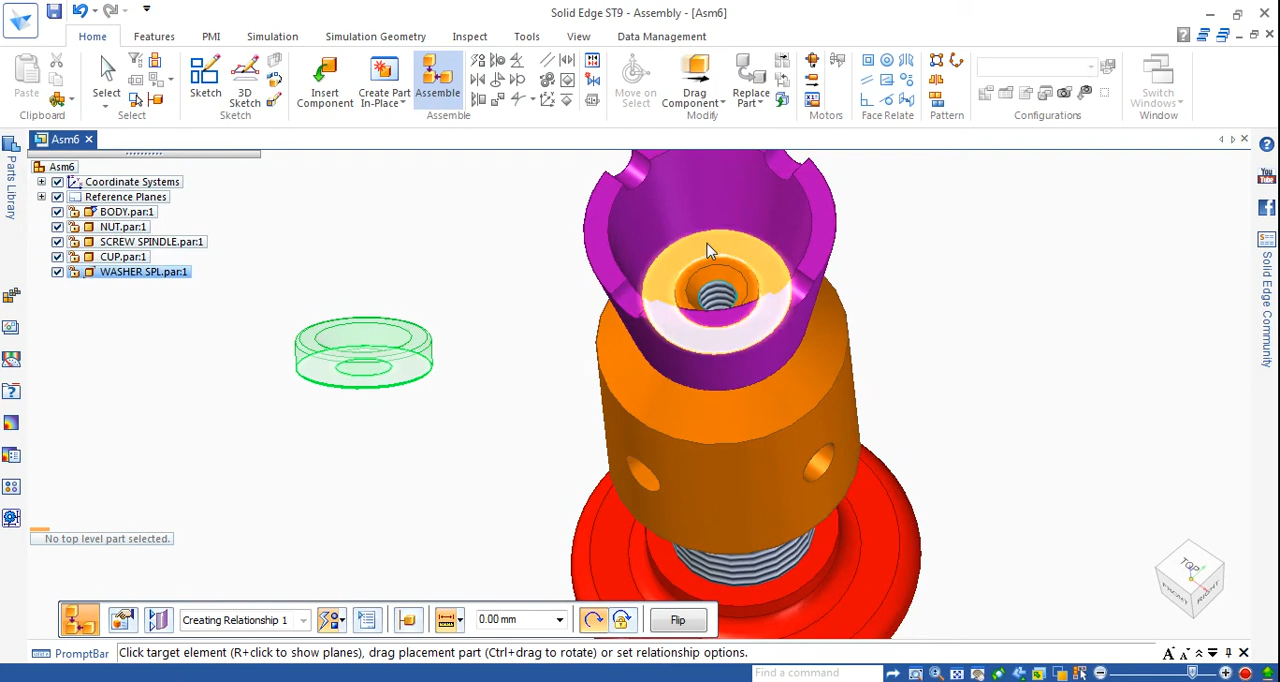 Solid Edge ST9 - Assembly - [Asm6]
Home Features PMI Simulation Simulation Geometry Inspect Tools View Data Management
Paste Select Sketch 3D Sketch Insert Component Create Part In-Place Assemble Move on Select Drag Component Replace Part Switch Windows
Clipboard Select Sketch Assemble Modify Motors Face Relate Pattern Configurations Window
Asm6
Parts Library
Asm6
Coordinate Systems
Reference Planes
BODY.par:1
NUT.par:1
SCREW SPINDLE.par:1
CUP.par:1
WASHER SPL.par:1
You Tube
Solid Edge Community
No top level part selected.
TOP
FRONT
RIGHT
Creating Relationship 1 0.00 mm Flip
PromptBar Click target element (R+click to show planes), drag placement part (Ctrl+drag to rotate) or set relationship options.
Find a command